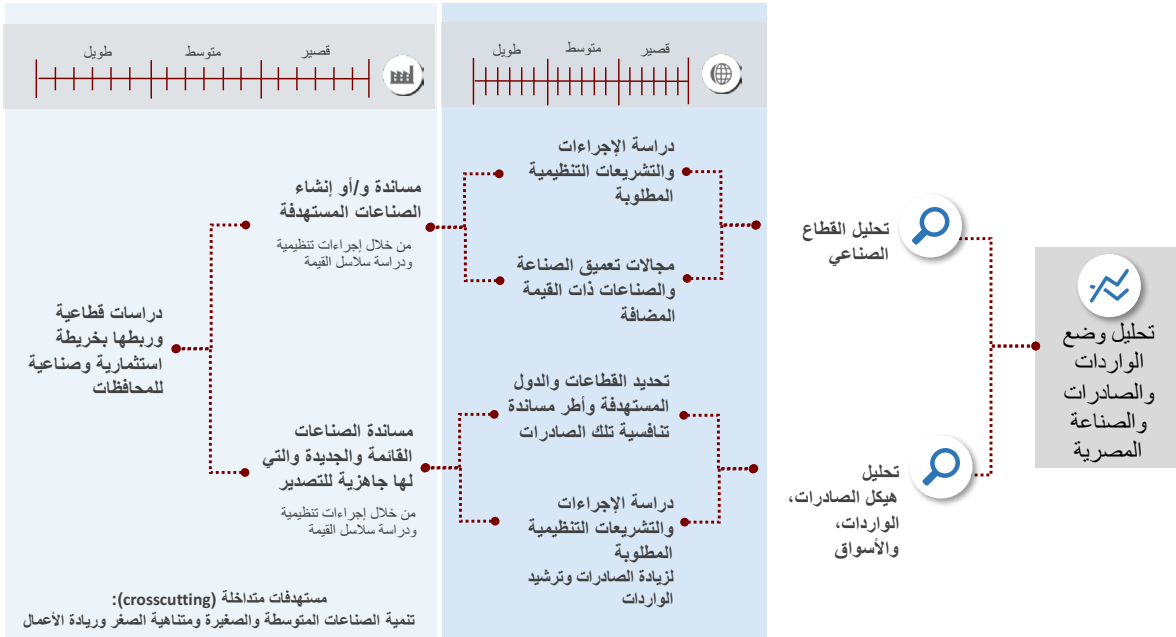 تحليل وضع
الواردات
والصادرات
والصناعة
المصرية
تحليل القطاع
الصناعي
تحليل
هيكل الصادرات،
الواردات،
والأسواق
قصير
متوسط
طويل
دراسة الإجراءات
والتشريعات التنظيمية
المطلوبة
مجالات تعميق الصناعة
والصناعات ذات القيمة
المضافة
تحديد القطاعات والدول
المستهدفة وأطر مساندة
تنافسية تلك الصادرات
دراسة الإجراءات
والتشريعات التنظيمية
المطلوبة
لزيادة الصادرات وترشيد
الواردات
قصير
متوسط
طويل
مساندة و/أو إنشاء
الصناعات المستهدفة
من خلال إجراءات تنظيمية
ودراسة سلاسل القيمة
مساندة الصناعات
القائمة والجديدة والتي
لها جاهزية للتصدير
من خلال إجراءات تنظيمية
ودراسة سلاسل القيمة
دراسات قطاعية
وربطها بخريطة
استثمارية وصناعية
للمحافظات
مستهدفات متداخلة (crosscutting):
تنمية الصناعات المتوسطة والصغيرة ومتناهية الصغر وريادة الأعمال